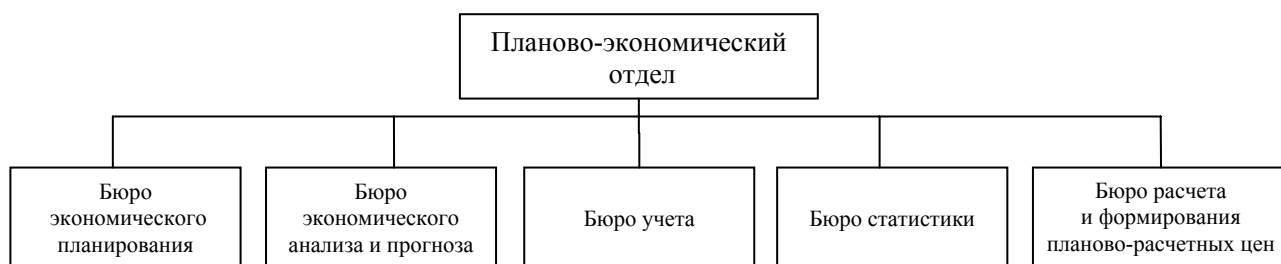 Планово-экономический
отдел
Бюро
экономического
планирования
Бюро
экономического
анализа и прогноза
Бюро учета
Бюро статистики
Бюро расчета
и формирования
планово-расчетных цен